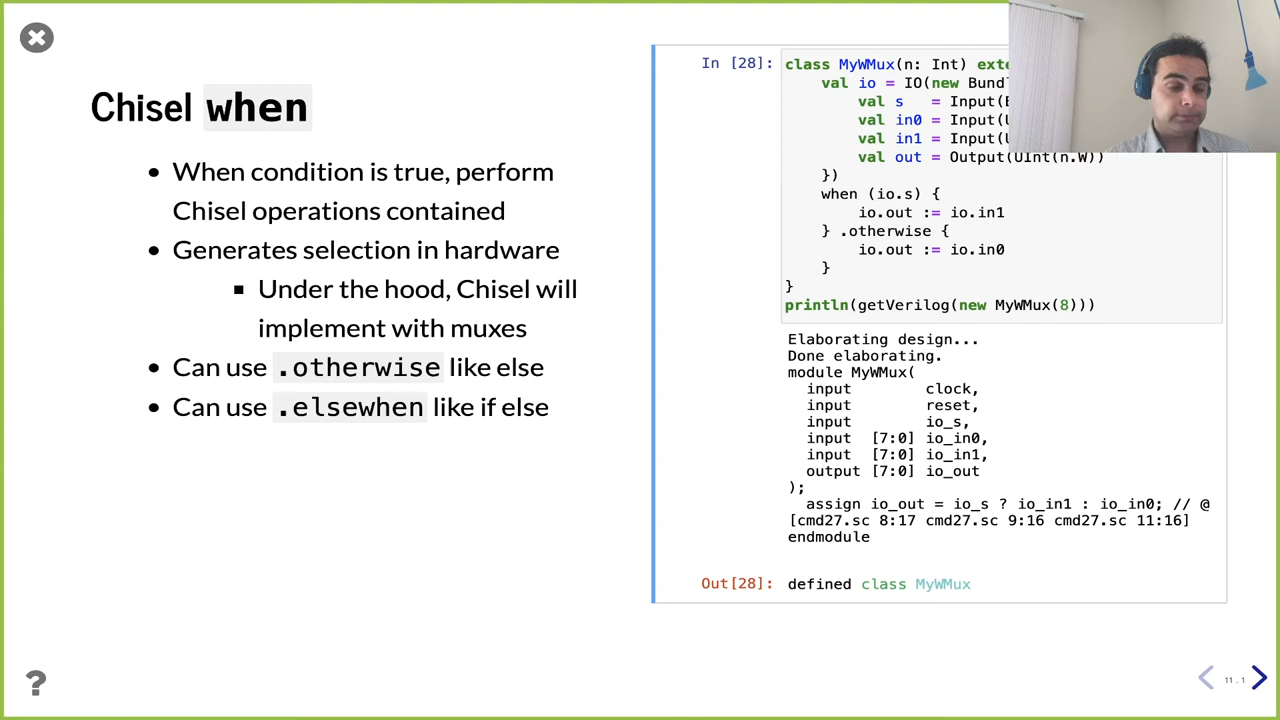 Chisel when
When condition is true, perform
Chisel operations contained
Generates selection in hardware
Under the hood, Chisel will
implement with muxes
Can use .otherwise like else
Can use .elsewhen like if else
In [28]:
class MyWMux(n: Int) exte
val io = IO(new Bund
val s = Input(
val in0 = Input(
val in1 = Input(
val out = Output(UInt(n.W))
})
when (io.s) {
io.out := io.in1
} .otherwise {
io.out := io.in0
}
}
println(getVerilog(new MyWMux(8)))
Elaborating design...
Done elaborating.
module MyWMux(
input clock,
input reset,
input io_s,
input [7:0] io_in0,
input [7:0] io_in1,
output [7:0] io_out
);
assign io_out = io_s ? io_in1 : io_in0; // @
[cmd27.sc 8:17 cmd27.sc 9:16 cmd27.sc 11:16]
endmodule
Out[28]: defined class MyWMux
?
11.1